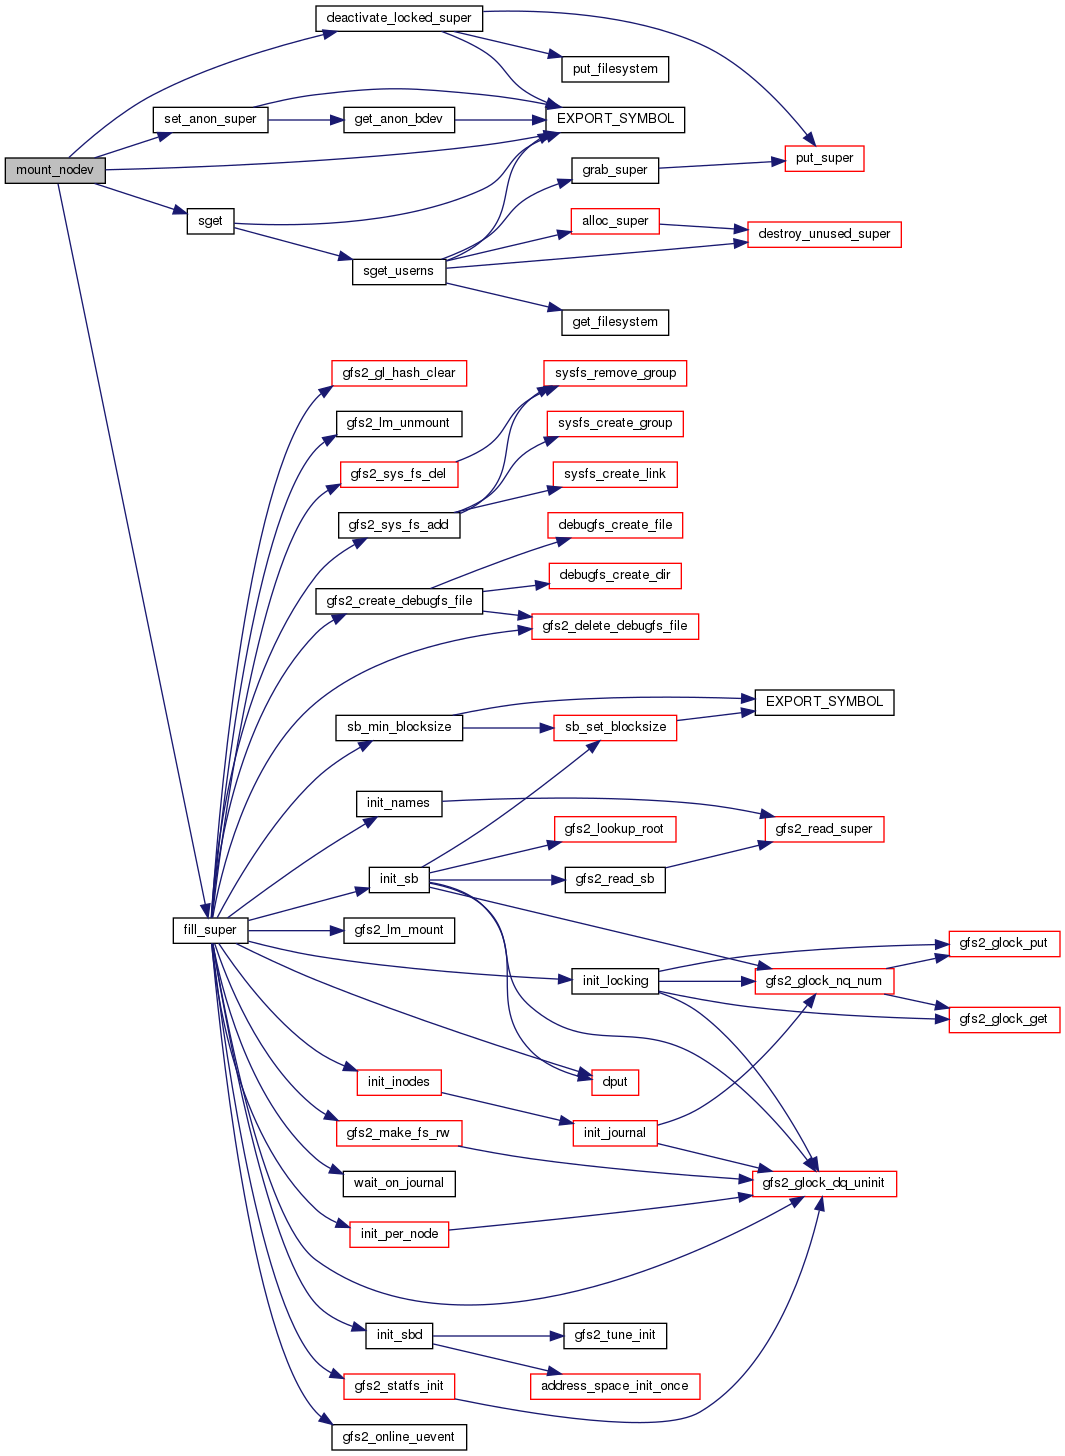 deactivate_locked_super
put_filesystem
set_anon_super
get_anon_bdev
EXPORT_SYMBOL
mount_nodev
grab_super
put_super
sget
alloc_super
destroy_unused_super
sget_userns
get_filesystem
gfs2_gl_hash_clear
sysfs_remove_group
gfs2_lm_unmount
sysfs_create_group
gfs2_sys_fs_del
sysfs_create_link
gfs2_sys_fs_add
debugfs_create_file
debugfs_create_dir
gfs2_create_debugfs_file
gfs2_delete_debugfs_file
EXPORT_SYMBOL
sb_min_blocksize
sb_set_blocksize
init_names
gfs2_lookup_root
gfs2_read_super
init_sb
gfs2_read_sb
fill_super
gfs2_lm_mount
gfs2_glock_put
init_locking
gfs2_glock_nq_num
gfs2_glock_get
init_inodes
dput
gfs2_make_fs_rw
init_journal
wait_on_journal
gfs2_glock_dq_uninit
init_per_node
init_sbd
gfs2_tune_init
gfs2_statfs_init
address_space_init_once
gfs2_online_uevent